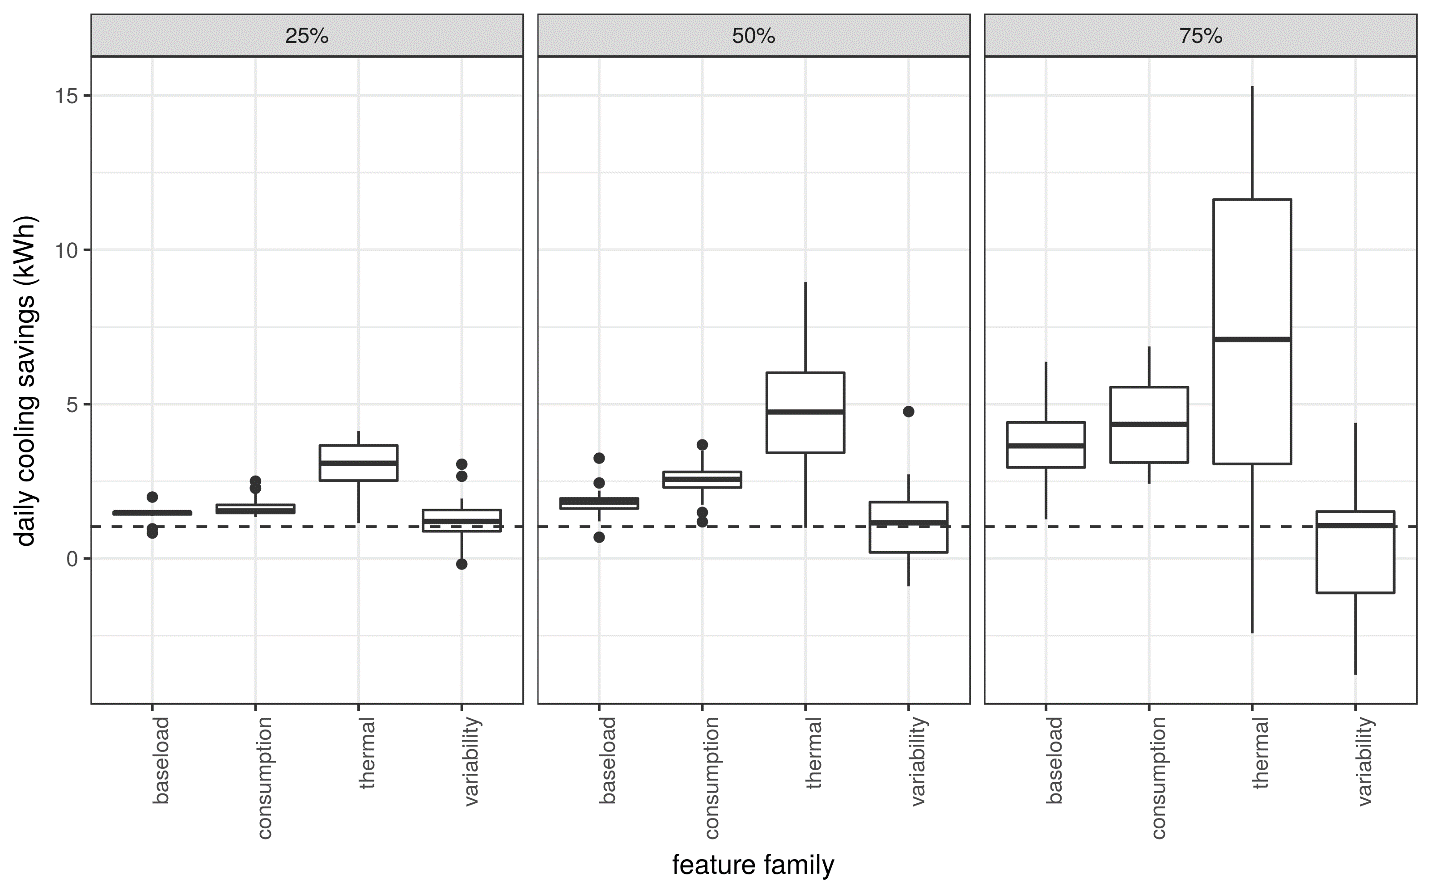 25% 50% 75%
daily cooling savings (kWh)
15
10
5
0
baseload consumption thermal variability baseload consumption thermal variability baseload consumption thermal variability
feature family